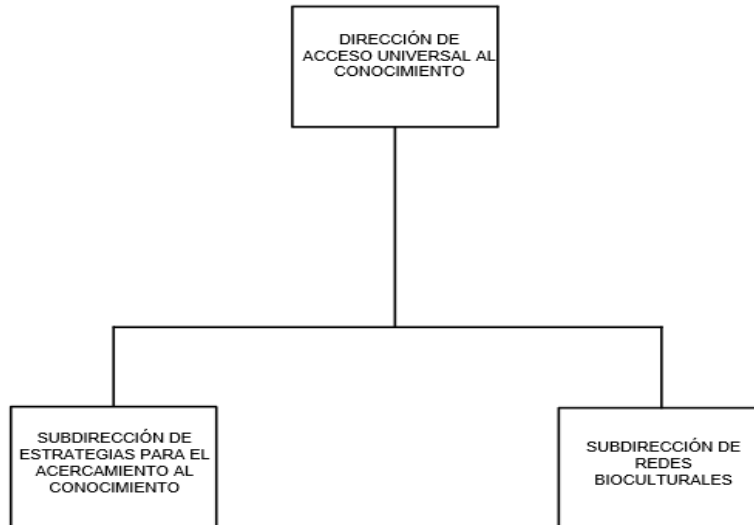 DIRECCIÓN DE
ACCESO UNIVERSAL AL
CONOCIMIENTO
SUBDIRECCIÓN DE
ESTRATEGIAS PARA EL
ACERCAMIENTO AL
CONOCIMIENTO
SUBDIRECCIÓN DE
REDES
BIOCULTURALES